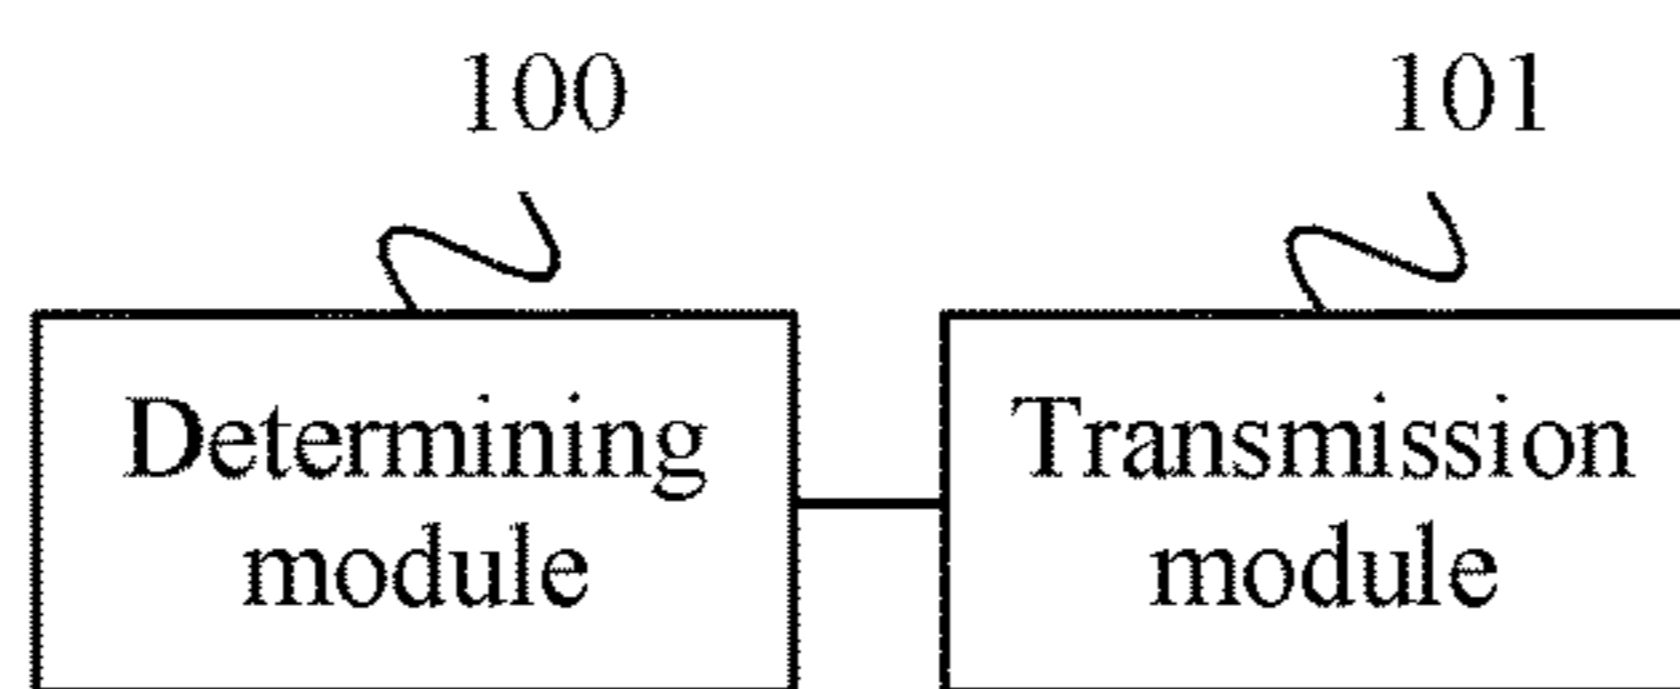 100
101
Determining
module
Transmission
module